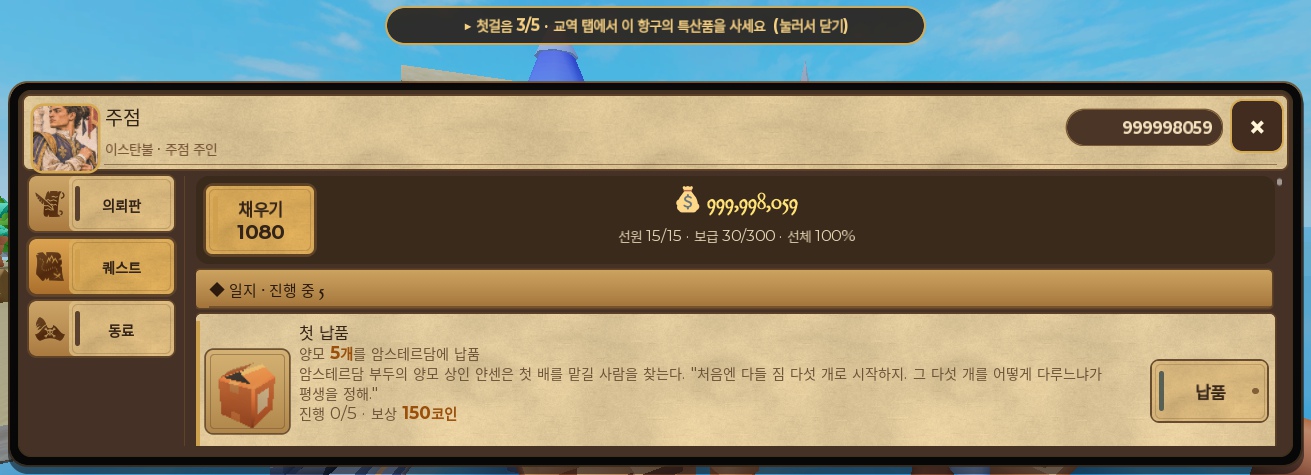 ▸ 첫걸음 3/5 · 교역 탭에서 이 항구의 특산품을 사세요 (눌러서 닫기)
주점
이스탄불 · 주점 주인
999998059
×
의뢰판
퀘스트
동료
채우기
1080
$ 999,998,059
선원 15/15 · 보급 30/300 · 선체 100%
◆ 일지 · 진행 중 5
첫 납품
양모 5개를 암스테르담에 납품
암스테르담 부두의 양모 상인 얀센은 첫 배를 맡길 사람을 찾는다. "처음엔 다들 짐 다섯 개로 시작하지. 그 다섯 개를 어떻게 다루느냐가
평생을 정해."
진행 0/5 · 보상 150코인
납품